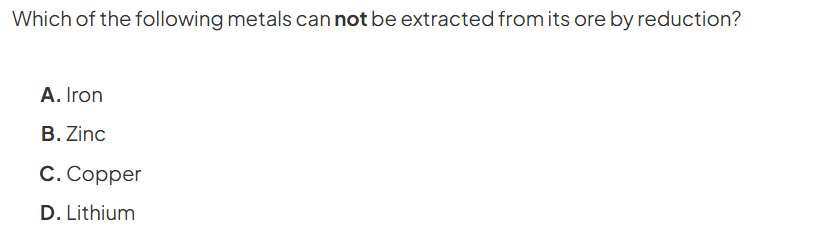 Which of the following metals can not be extracted from its ore by reduction?
A. Iron
B. Zinc
C. Copper
D. Lithium